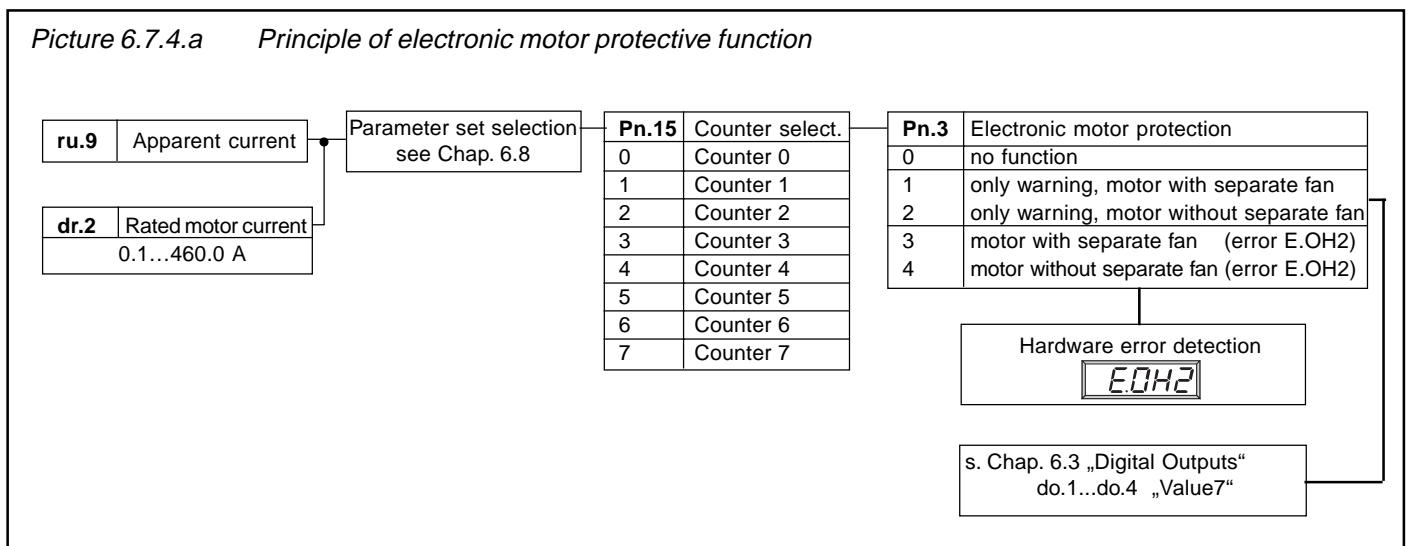 Picture 6.7.4.a Principle of electronic motor protective function
ru.9 Apparent current
dr.2 Rated motor current
0.1…460.0 A
Parameter set selection
see Chap. 6.8
Pn.15 Counter select.
0 Counter 0
1 Counter 1
2 Counter 2
3 Counter 3
4 Counter 4
5 Counter 5
6 Counter 6
7 Counter 7
Pn.3 Electronic motor protection
0 no function
1 only warning, motor with separate fan
2 only warning, motor without separate fan
3 motor with separate fan (error E.OH2)
4 motor without separate fan (error E.OH2)
Hardware error detection
E.OH2
s. Chap. 6.3 „Digital Outputs“
do.1...do.4 „Value7“